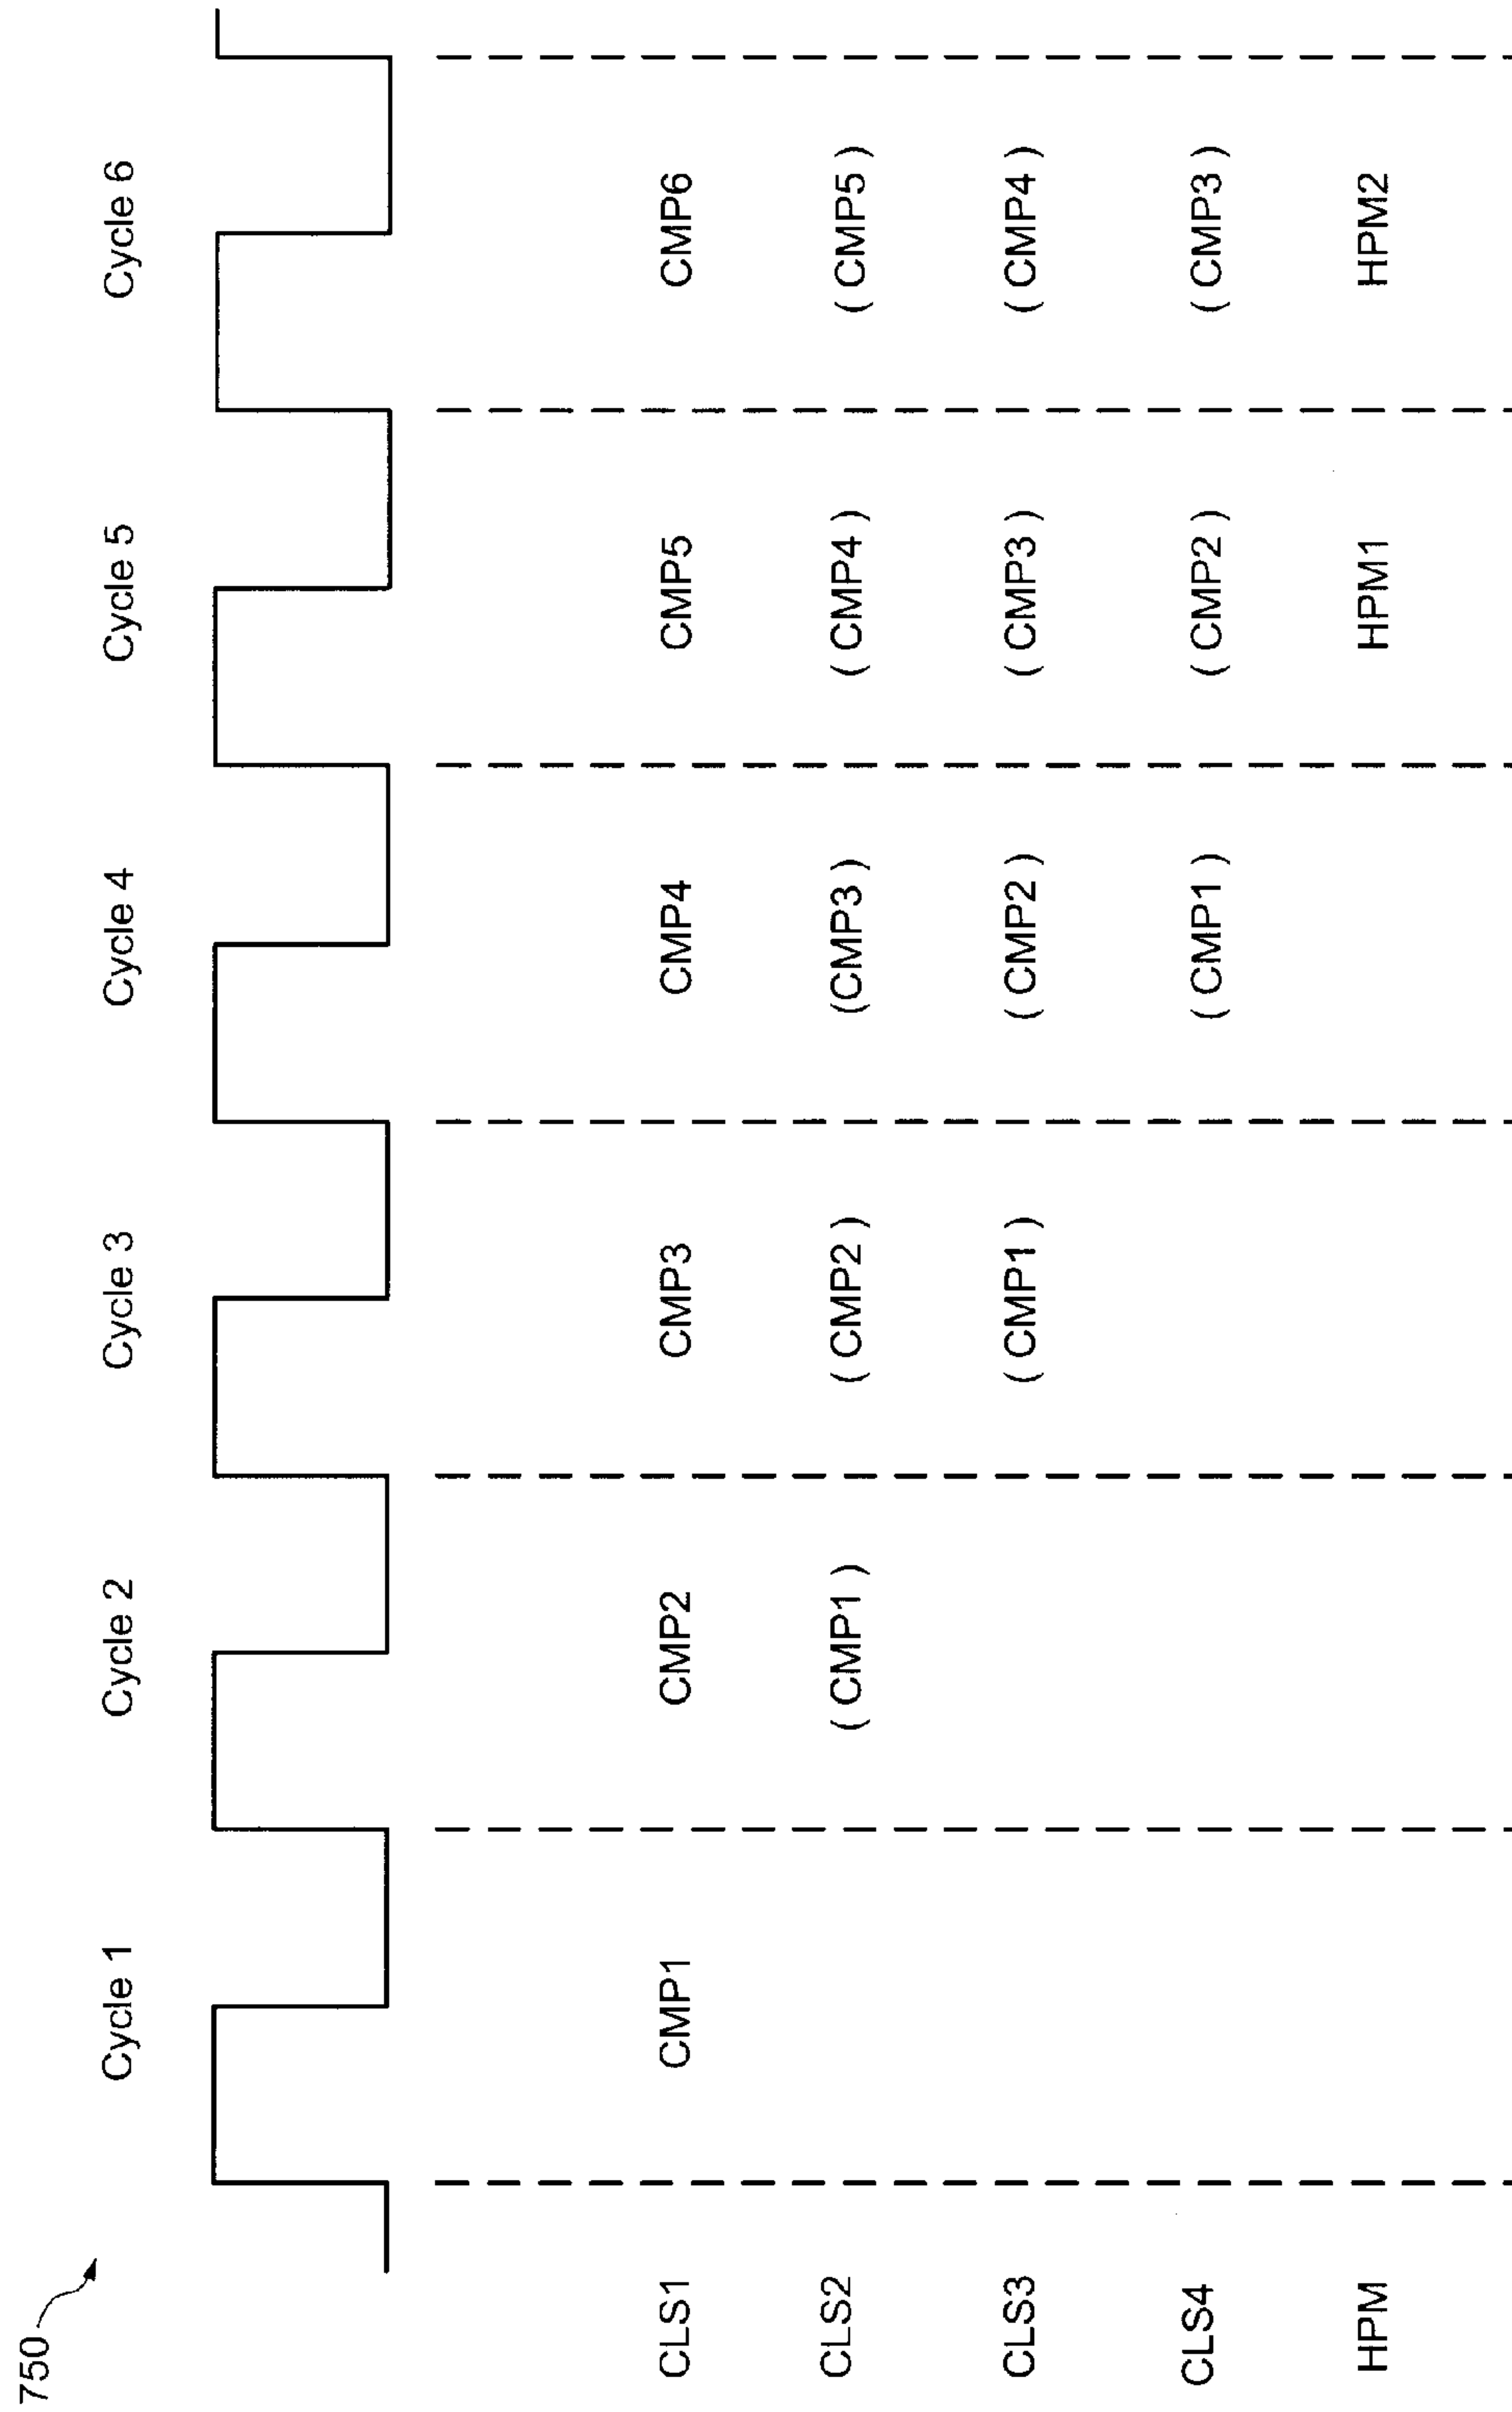 750
Cycle 1 Cycle 2 Cycle 3 Cycle 4 Cycle 5 Cycle 6
CLS1 CMP1 CMP2 CMP3 CMP4 CMP5 CMP6
CLS2 ( CMP1 ) ( CMP2 ) (CMP3 ) ( CMP4 ) ( CMP5 )
CLS3 ( CMP1 ) ( CMP2 ) ( CMP3 ) ( CMP4 )
CLS4 ( CMP1 ) ( CMP2 ) ( CMP3 )
HPM HPM1 HPM2